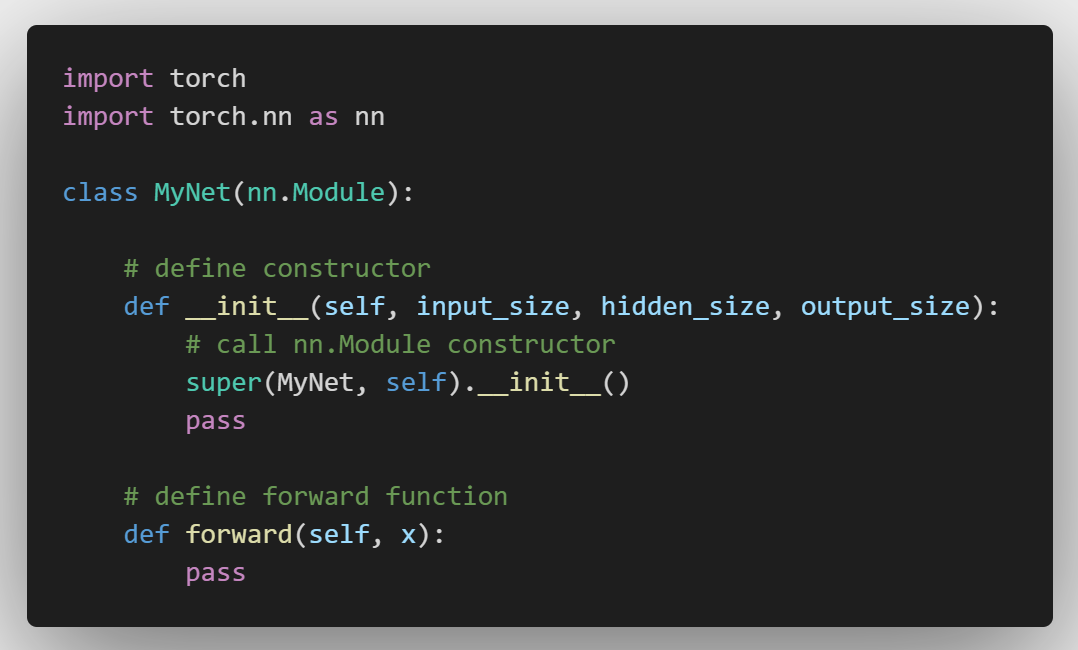 import torch
import torch.nn as nn
class MyNet(nn.Module):
    # define constructor
    def __init__(self, input_size, hidden_size, output_size):
        # call nn.Module constructor
        super(MyNet, self).__init__()
        pass
    # define forward function
    def forward(self, x):
        pass